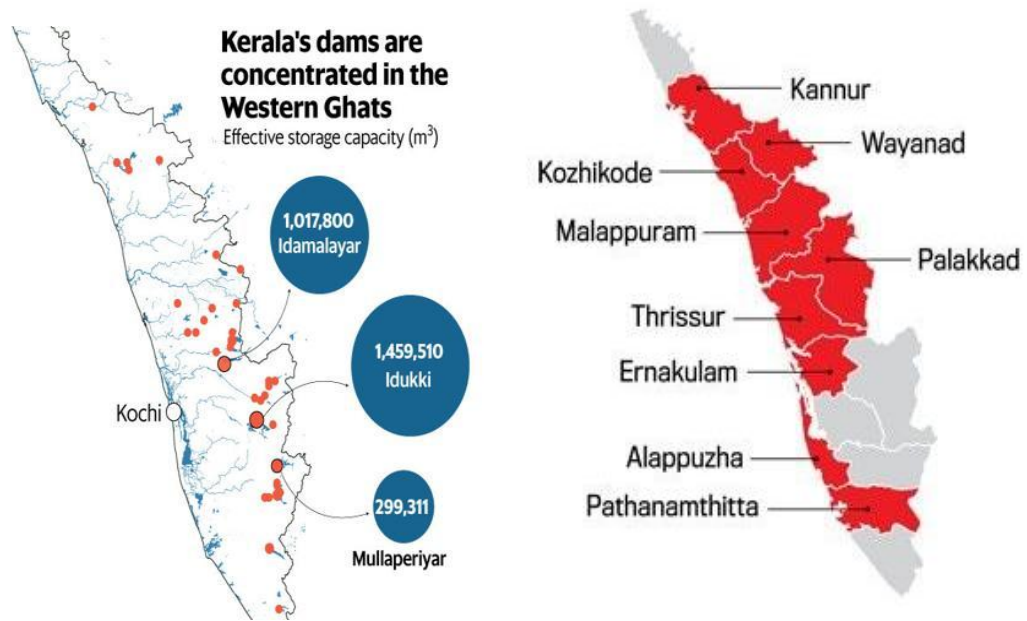 Kerala's dams are
concentrated in the
Western Ghats
Effective storage capacity (m³)
1,017,800
Idamalayar
1,459,510
Idukki
Kochi
299,311
Mullaperiyar
Kannur
Wayanad
Kozhikode
Malappuram
Palakkad
Thrissur
Ernakulam
Alappuzha
Pathanamthitta